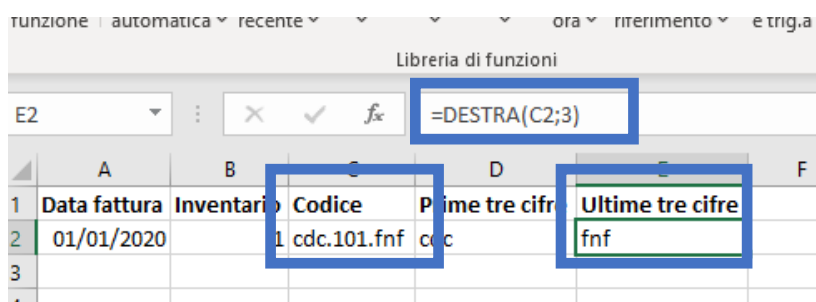 funzione automatica recente ora riferimento e trig.a
Libreria di funzioni
E2 fx =DESTRA(C2;3)
A B C D E F
1 Data fattura Inventario Codice Prime tre cifre Ultime tre cifre
2 01/01/2020 1 cdc.101.fnf cdc fnf
3